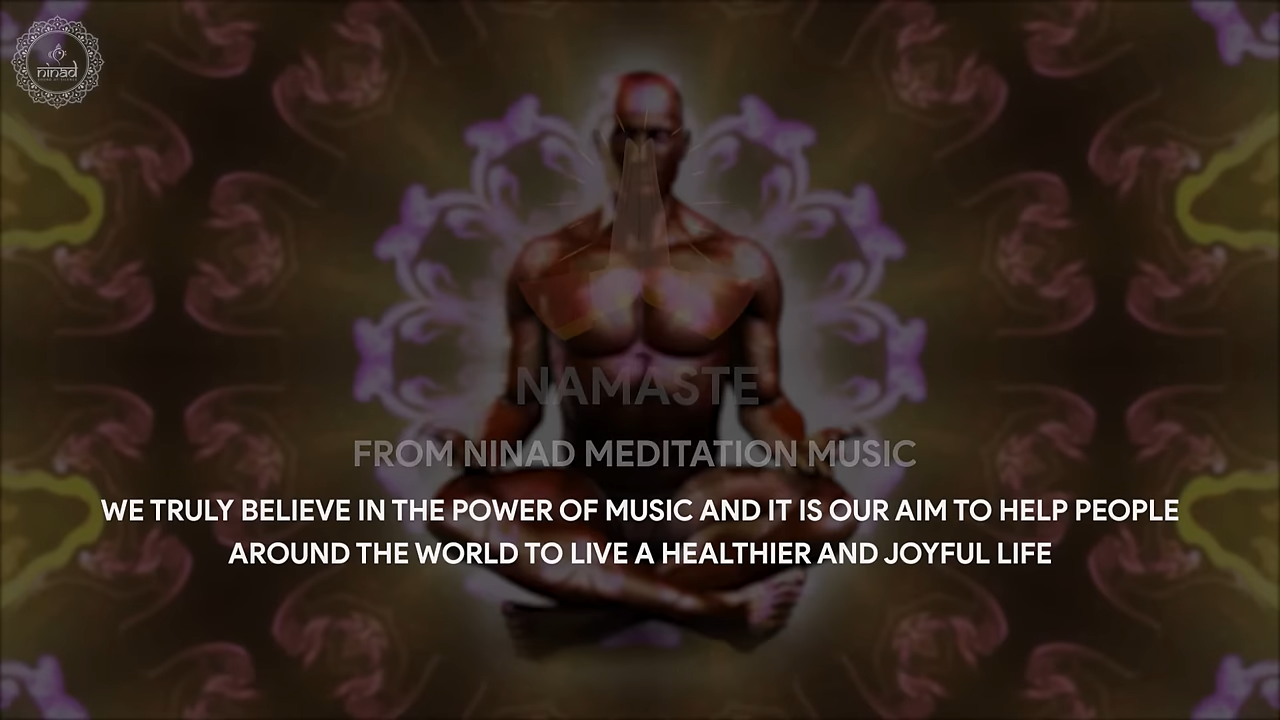 ninad
NAMASTE
FROM NINAD MEDITATION MUSIC
WE TRULY BELIEVE IN THE POWER OF MUSIC AND IT IS OUR AIM TO HELP PEOPLE
AROUND THE WORLD TO LIVE A HEALTHIER AND JOYFUL LIFE